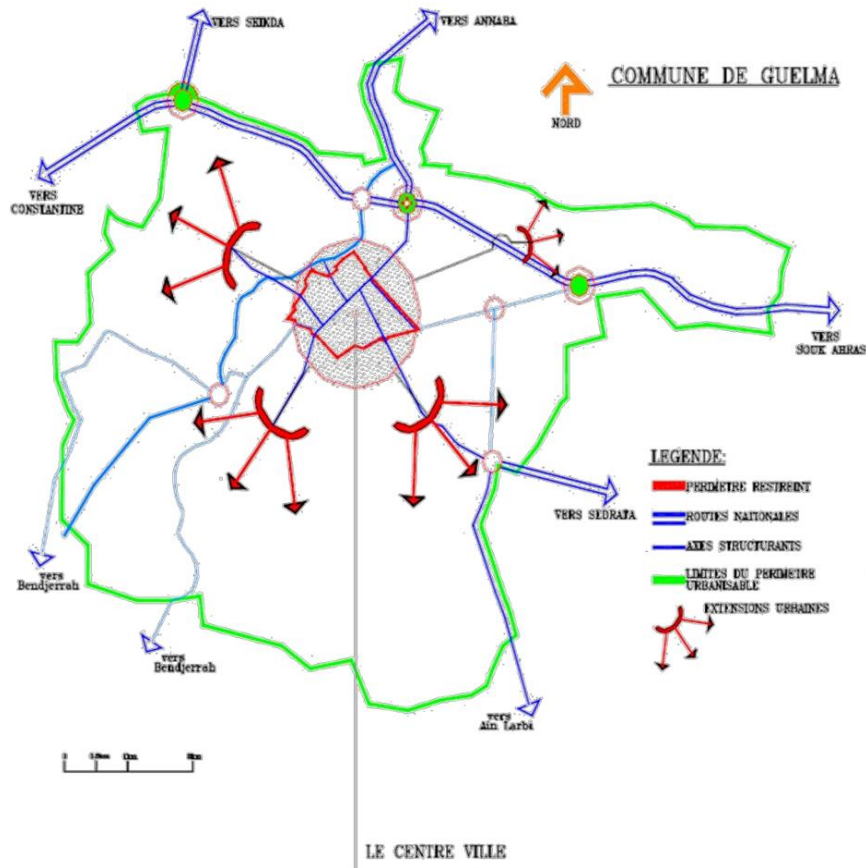 VERS SKIKDA
VERS ANNABA
COMMUNE DE GUELMA
NORD
VERS
CONSTANTINE
VERS
SOUK AHRAS
LEGENDE:
PERIMETRE RESTREINT
ROUTES NATIONALES
AXES STRUCTURANTS
LIMITES DU PERIMETRE
URBANISABLE
EXTENSIONS URBAINES
VERS SEDRATA
vers
Bendjerrah
vers
Bendjerrah
vers
Ain Larbi
0
LE CENTRE VILLE